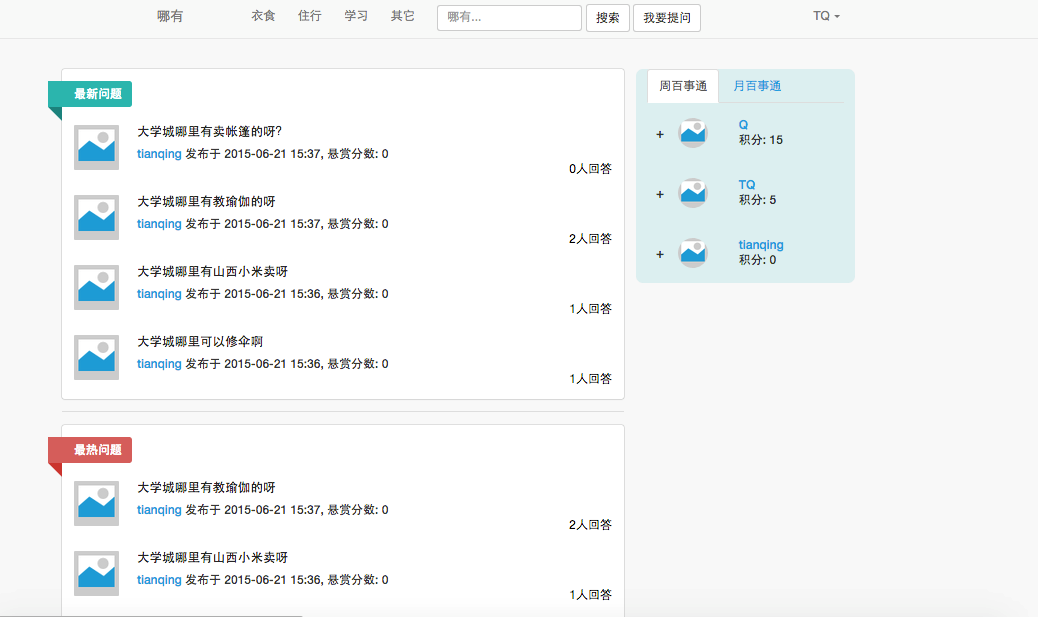 哪有 衣食 住行 学习 其它 哪有... 搜索 我要提问 TQ
最新问题
大学城哪里有卖帐篷的呀?
tianqing 发布于 2015-06-21 15:37, 悬赏分数: 0
0人回答
大学城哪里有教瑜伽的呀
tianqing 发布于 2015-06-21 15:37, 悬赏分数: 0
2人回答
大学城哪里有山西小米卖呀
tianqing 发布于 2015-06-21 15:36, 悬赏分数: 0
1人回答
大学城哪里可以修伞啊
tianqing 发布于 2015-06-21 15:36, 悬赏分数: 0
1人回答
最热问题
大学城哪里有教瑜伽的呀
tianqing 发布于 2015-06-21 15:37, 悬赏分数: 0
2人回答
大学城哪里有山西小米卖呀
tianqing 发布于 2015-06-21 15:36, 悬赏分数: 0
1人回答
周百事通 月百事通
+ Q
积分: 15
+ TQ
积分: 5
+ tianqing
积分: 0